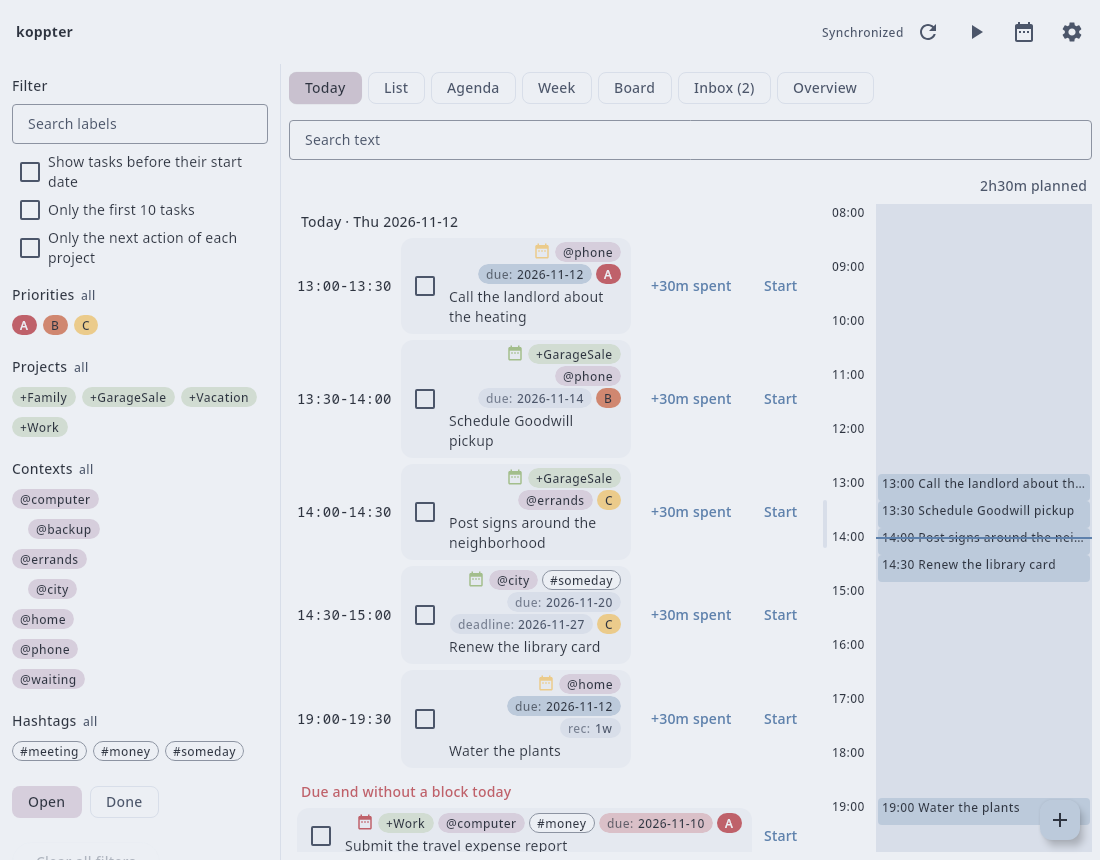 koppter
Synchronized
Filter
Search labels
Show tasks before their start
date
Only the first 10 tasks
Only the next action of each
project
Priorities all
A B C
Projects all
+Family +GarageSale +Vacation
+Work
Contexts all
@computer
@backup
@errands
@city
@home
@phone
@waiting
Hashtags all
#meeting #money #someday
Open Done
Clear all filters
Today List Agenda Week Board Inbox (2) Overview
Search text
2h30m planned
Today · Thu 2026-11-12
13:00-13:30
@phone
due: 2026-11-12 A
Call the landlord about
the heating
+30m spent Start
13:30-14:00
+GarageSale
@phone
due: 2026-11-14 B
Schedule Goodwill
pickup
+30m spent Start
14:00-14:30
+GarageSale
@errands C
Post signs around the
neighborhood
+30m spent Start
14:30-15:00
@city #someday
due: 2026-11-20
deadline: 2026-11-27 C
Renew the library card
+30m spent Start
19:00-19:30
@home
due: 2026-11-12
rec: 1w
Water the plants
+30m spent Start
Due and without a block today
+Work @computer #money due: 2026-11-10 A
Submit the travel expense report
Start
08:00
09:00
10:00
11:00
12:00
13:00
14:00
15:00
16:00
17:00
18:00
19:00
13:00 Call the landlord about th…
13:30 Schedule Goodwill pickup
14:00 Post signs around the nei…
14:30 Renew the library card
19:00 Water the plants